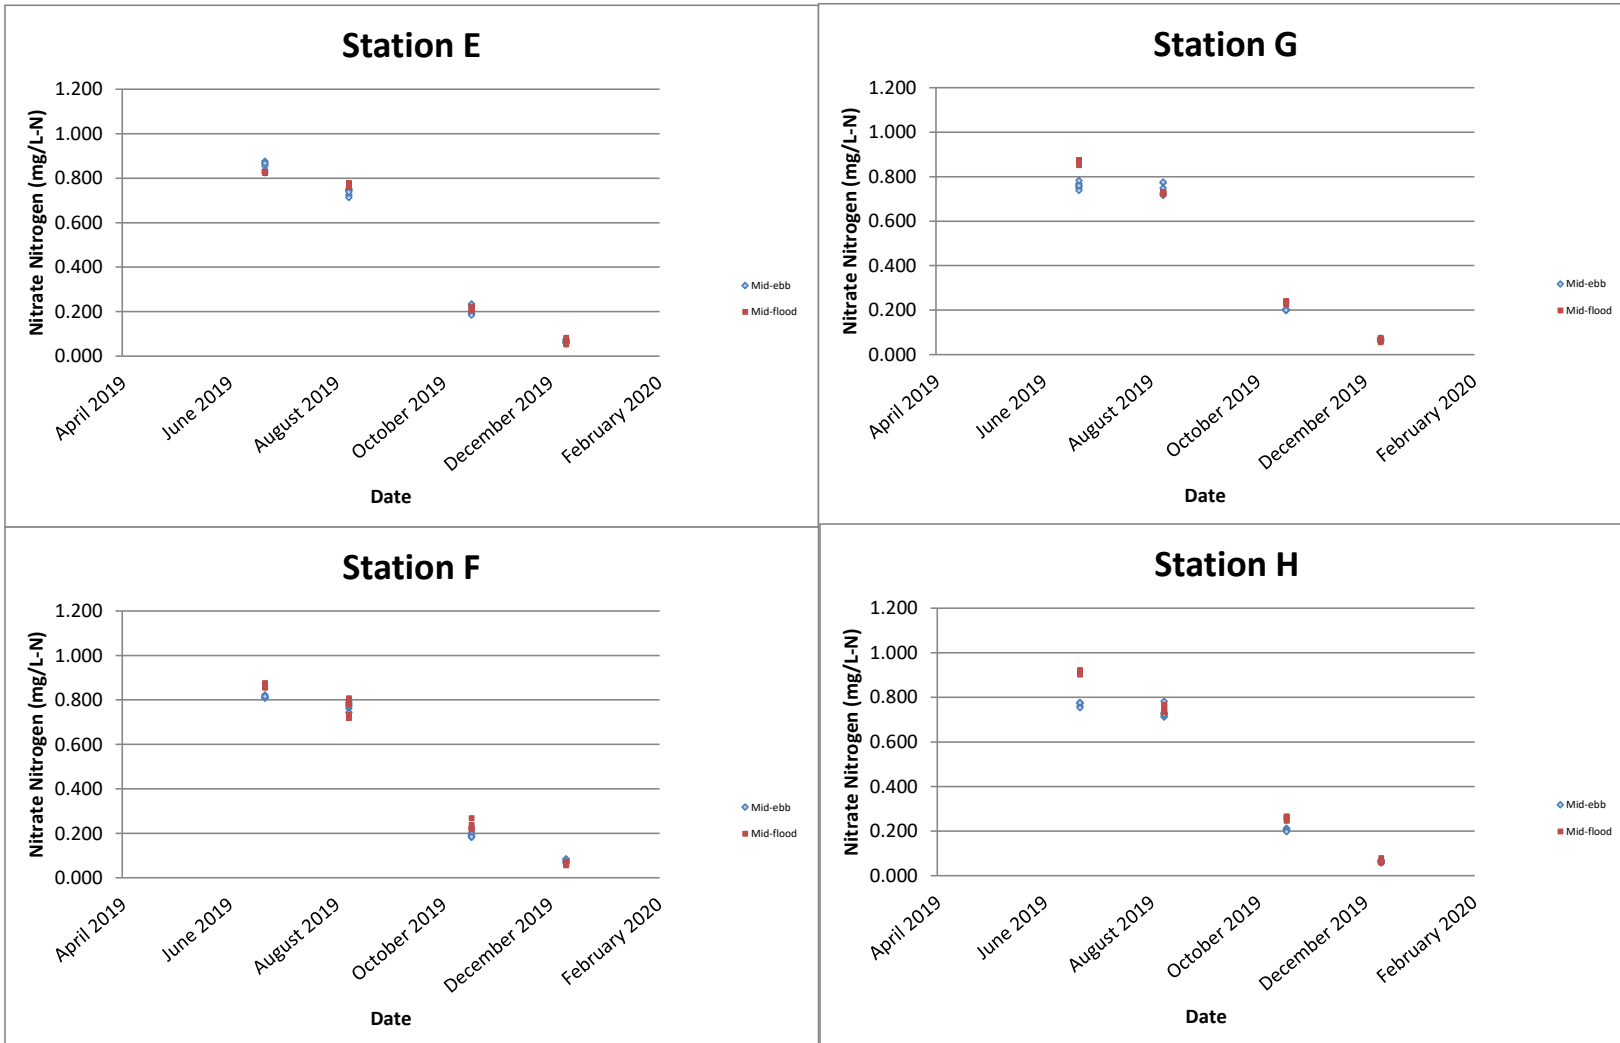 Station E
Nitrate Nitrogen (mg/L-N)
1.200
1.000
0.800
0.600
0.400
0.200
0.000
April 2019
June 2019
August 2019
October 2019
December 2019
February 2020
Date
Mid-ebb
Mid-flood
Station G
Nitrate Nitrogen (mg/L-N)
1.200
1.000
0.800
0.600
0.400
0.200
0.000
April 2019
June 2019
August 2019
October 2019
December 2019
February 2020
Date
Mid-ebb
Mid-flood
Station F
Nitrate Nitrogen (mg/L-N)
1.200
1.000
0.800
0.600
0.400
0.200
0.000
April 2019
June 2019
August 2019
October 2019
December 2019
February 2020
Date
Mid-ebb
Mid-flood
Station H
Nitrate Nitrogen (mg/L-N)
1.200
1.000
0.800
0.600
0.400
0.200
0.000
April 2019
June 2019
August 2019
October 2019
December 2019
February 2020
Date
Mid-ebb
Mid-flood